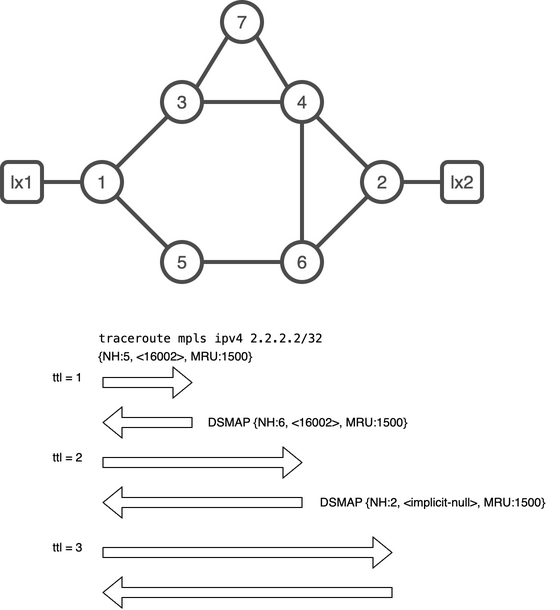 7
3
4
lx1
1
2
lx2
5
6
traceroute mpls ipv4 2.2.2.2/32
{NH:5, <16002>, MRU:1500}
ttl = 1
DSMAP {NH:6, <16002>, MRU:1500}
ttl = 2
DSMAP {NH:2, <implicit-null>, MRU:1500}
ttl = 3